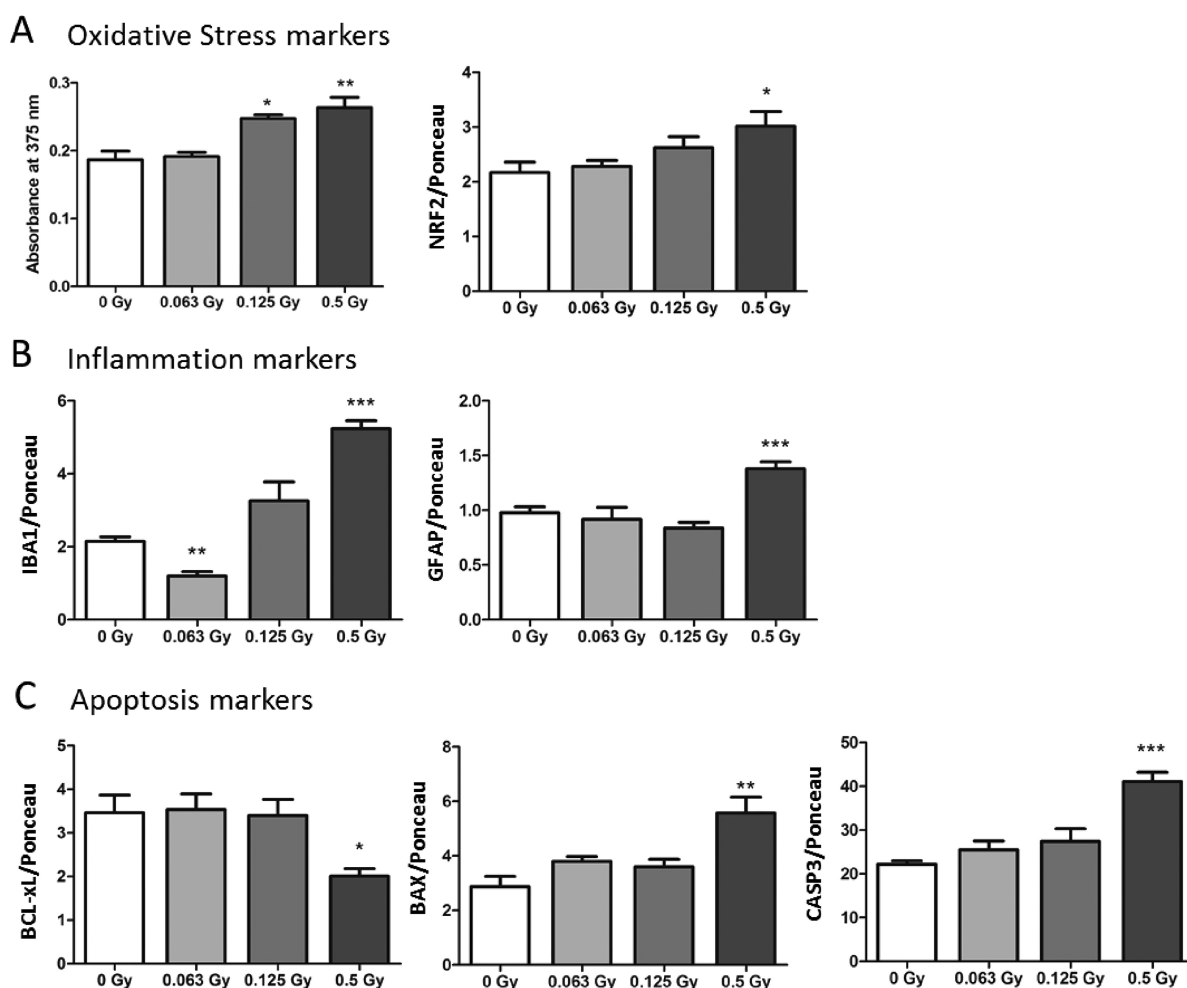 A Oxidative Stress markers
Absorbance at 375 nm
0.3
0.2
0.1
0.0
* **
0 Gy 0.063 Gy 0.125 Gy 0.5 Gy
NRF2/Ponceau
4
3
2
1
0
*
0 Gy 0.063 Gy 0.125 Gy 0.5 Gy
B Inflammation markers
IBA1/Ponceau
6
4
2
0
** ***
0 Gy 0.063 Gy 0.125 Gy 0.5 Gy
GFAP/Ponceau
2.0
1.5
1.0
0.5
0.0
***
0 Gy 0.063 Gy 0.125 Gy 0.5 Gy
C Apoptosis markers
BCL-xL/Ponceau
5
4
3
2
1
0
*
0 Gy 0.063 Gy 0.125 Gy 0.5 Gy
BAX/Ponceau
8
6
4
2
0
**
0 Gy 0.063 Gy 0.125 Gy 0.5 Gy
CASP3/Ponceau
50
40
30
20
10
0
***
0 Gy 0.063 Gy 0.125 Gy 0.5 Gy